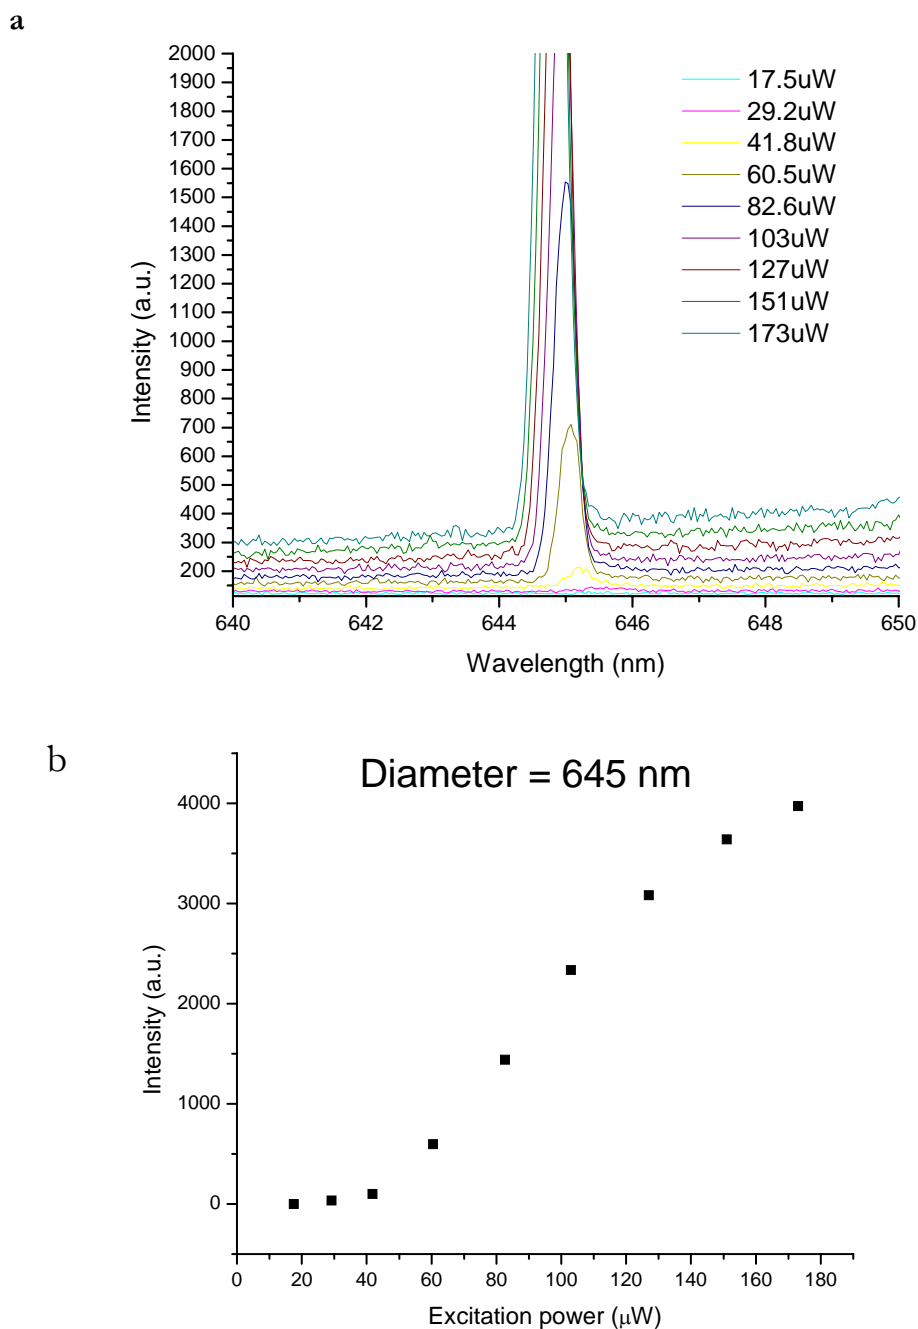 a
2000
1900
1800
1700
1600
1500
1400
1300
1200
1100
1000
900
800
700
600
500
400
300
200
Intensity (a.u.)
17.5uW
29.2uW
41.8uW
60.5uW
82.6uW
103uW
127uW
151uW
173uW
640 642 644 646 648 650
Wavelength (nm)
b
Diameter = 645 nm
4000
3000
2000
1000
0
Intensity (a.u.)
0 20 40 60 80 100 120 140 160 180
Excitation power (μW)